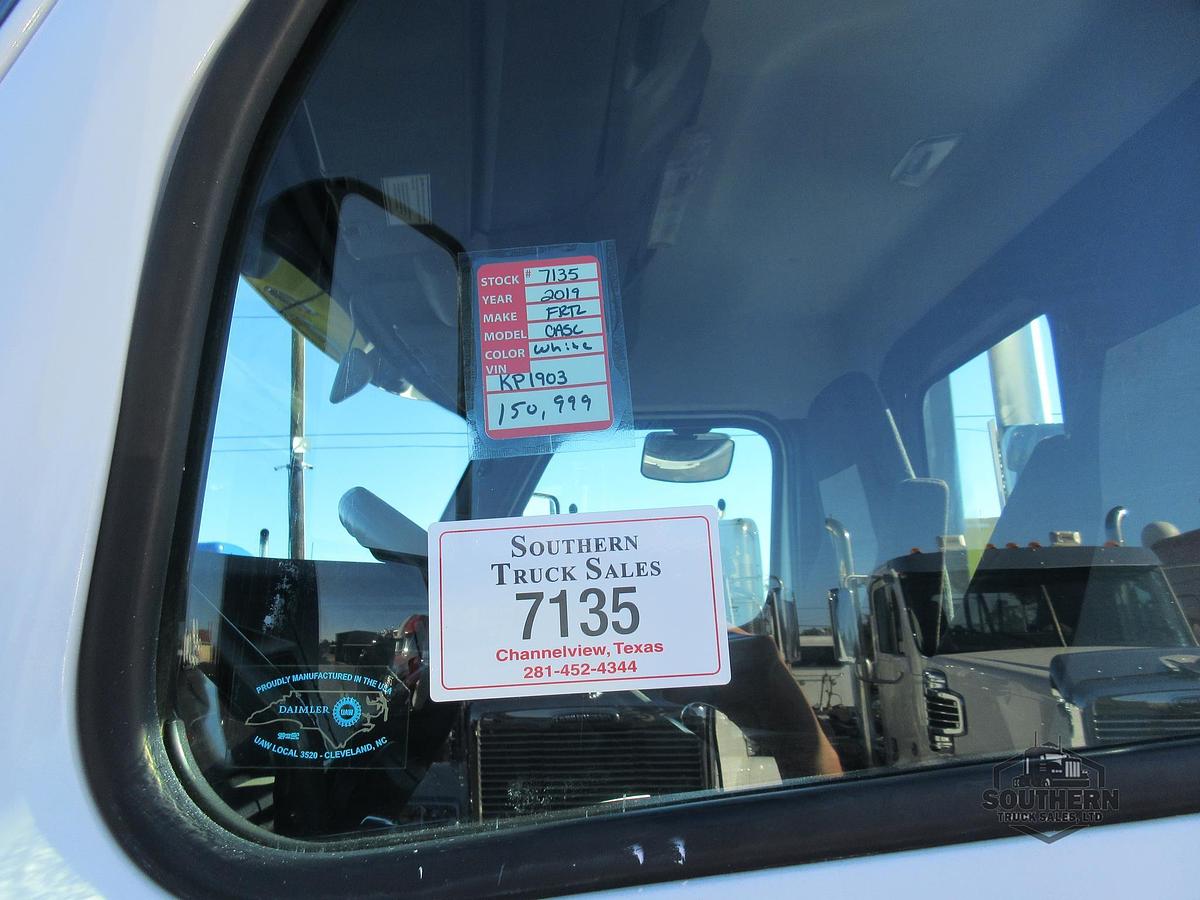 STOCK # 7135
YEAR 2019
MAKE FRTL
MODEL CASC
COLOR White
VIN
KP1903
150,999
SOUTHERN
TRUCK SALES
7135
Channelview, Texas
281-452-4344
PROUDLY MANUFACTURED IN THE USA
DAIMLER UAW
UAW LOCAL 3520 - CLEVELAND, NC
SOUTHERN
TRUCK SALES, LTD